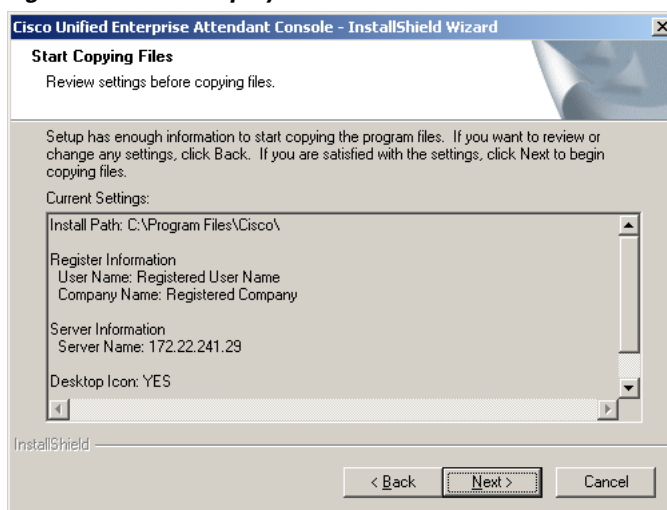 Cisco Unified Enterprise Attendant Console - InstallShield Wizard
Start Copying Files
Review settings before copying files.
Setup has enough information to start copying the program files. If you want to review or
change any settings, click Back. If you are satisfied with the settings, click Next to begin
copying files.
Current Settings:
Install Path: C:\Program Files\Cisco\
Register Information
User Name: Registered User Name
Company Name: Registered Company
Server Information
Server Name: 172.22.241.29
Desktop Icon: YES
InstallShield
< Back
Next >
Cancel